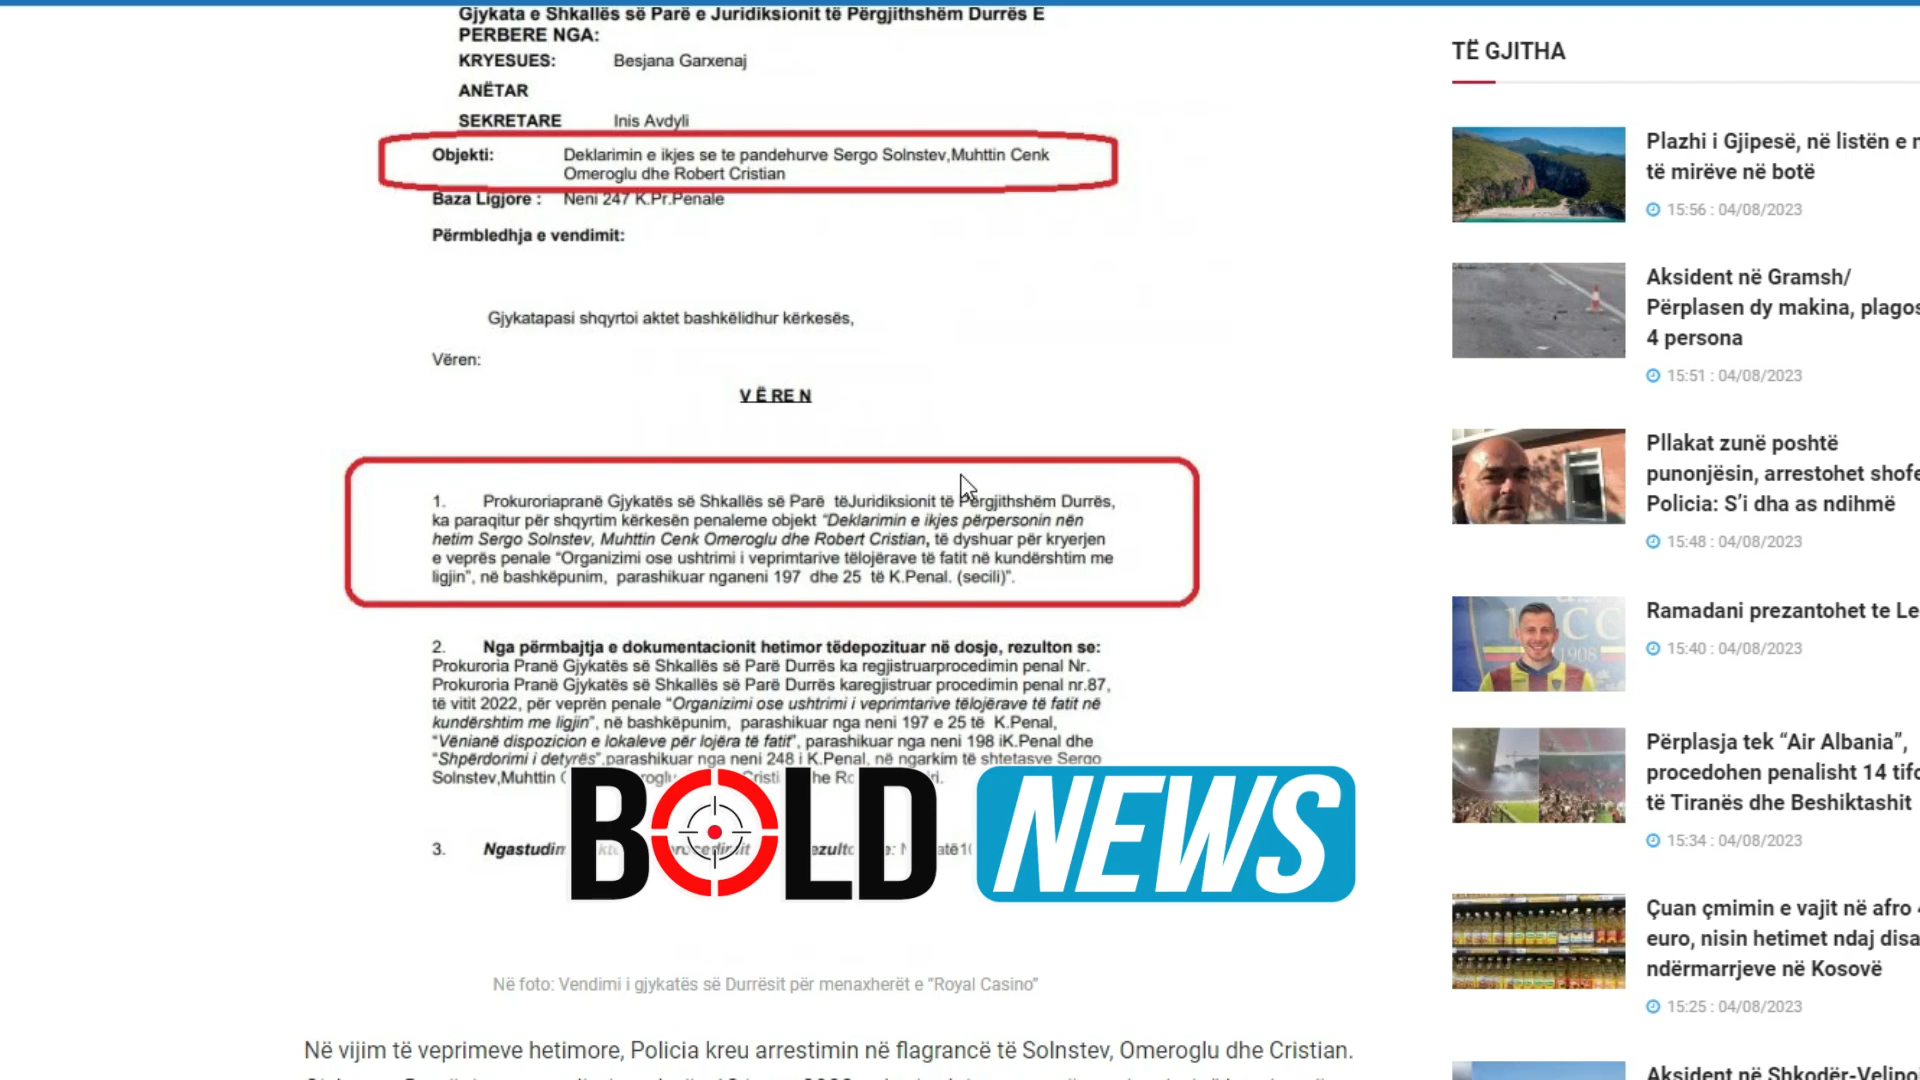 Gjykata e Shkallës së Parë e Juridiksionit të Përgjithshëm Durrës E
PERBERE NGA:
KRYESUES: Besjana Garxenaj
ANËTAR
SEKRETARE Inis Avdyli
Objekti: Deklarimin e ikjes se te pandehurve Sergo Solnstev,Muhttin Cenk
Omeroglu dhe Robert Cristian
Baza Ligjore : Neni 247 K.Pr.Penale
Përmbledhja e vendimit:
Gjykatapasi shqyrtoi aktet bashkëlidhur kërkesës,
Vëren:
V Ë RE N
1. Prokuroriapranë Gjykatës së Shkallës së Parë tëJuridiksionit të Përgjithshëm Durrës,
ka paraqitur për shqyrtim kërkesën penaleme objekt “Deklarimin e ikjes përpersonin nën
hetim Sergo Solnstev, Muhttin Cenk Omeroglu dhe Robert Cristian, të dyshuar për kryerjen
e veprës penale “Organizimi ose ushtrimi i veprimtarive tëlojërave të fatit në kundërshtim me
ligjin”, në bashkëpunim, parashikuar nganeni 197 dhe 25 të K.Penal. (secili)”.
2. Nga përmbajtja e dokumentacionit hetimor tëdepozituar në dosje, rezulton se:
Prokuroria Pranë Gjykatës së Shkallës së Parë Durrës ka regjistruarprocedimin penal Nr.
Prokuroria Pranë Gjykatës së Shkallës së Parë Durrës karegjistruar procedimin penal nr.87,
të vitit 2022, për veprën penale “Organizimi ose ushtrimi i veprimtarive tëlojërave të fatit në
kundërshtim me ligjin”, në bashkëpunim, parashikuar nga neni 197 e 25 të K.Penal,
“Vënianë dispozicion e lokaleve për lojëra të fatit”, parashikuar nga neni 198 iK.Penal dhe
“Shpërdorimi i detyrës”,parashikuar nga neni 248 i K.Penal, në ngarkim të shtetasve Sergo
Solnstev,Muhttin
3. Ngastudim
BOLD NEWS
Në foto: Vendimi i gjykatës së Durrësit për menaxherët e “Royal Casino”
Në vijim të veprimeve hetimore, Policia kreu arrestimin në flagrancë të Solnstev, Omeroglu dhe Cristian.
TË GJITHA
Plazhi i Gjipesë, në listën e
të mirëve në botë
15:56 : 04/08/2023
Aksident në Gramsh/
Përplasen dy makina,
4 persona
15:51 : 04/08/2023
Pllakat zunë poshtë
punonjësin, arrestohet
Policia: S’i dha as ndihmë
15:48 : 04/08/2023
Ramadani prezantohet te
15:40 : 04/08/2023
Përplasja tek “Air Albania”,
procedohen penalisht 14
të Tiranës dhe Beshiktashit
15:34 : 04/08/2023
Çuan çmimin e vajit në afro
euro, nisin hetimet ndaj
ndërmarrjeve në Kosovë
15:25 : 04/08/2023
Aksident në